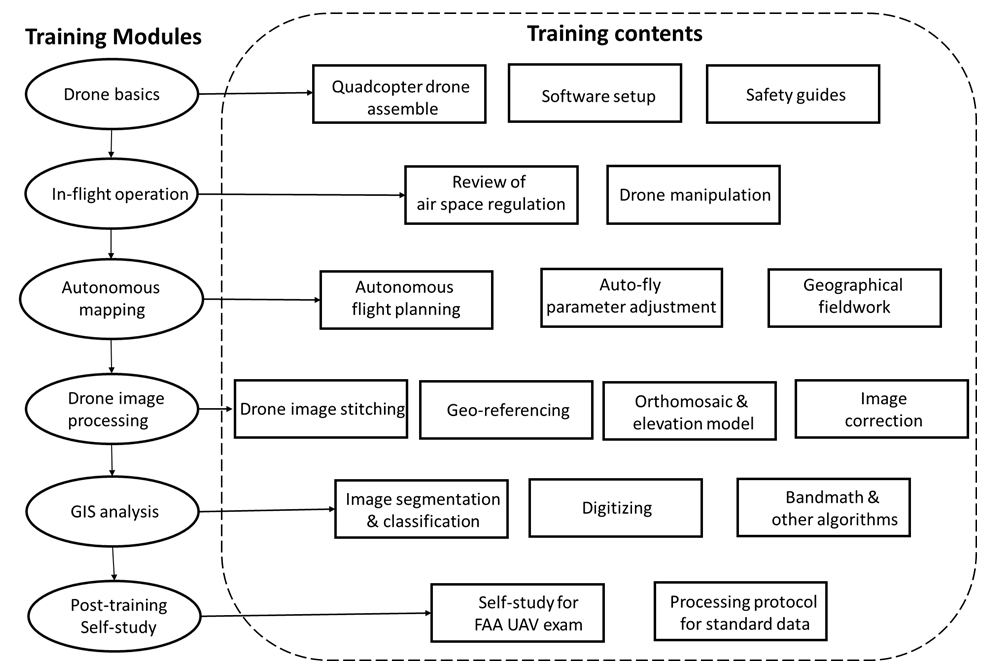 Training Modules
Training contents
Drone basics
Quadcopter drone
assemble
Software setup
Safety guides
In-flight operation
Review of
air space regulation
Drone manipulation
Autonomous
mapping
Autonomous
flight planning
Auto-fly
parameter adjustment
Geographical
fieldwork
Drone image
processing
Drone image stitching
Geo-referencing
Orthomosaic &
elevation model
Image
correction
GIS analysis
Image segmentation
& classification
Digitizing
Bandmath &
other algorithms
Post-training
Self-study
Self-study for
FAA UAV exam
Processing protocol
for standard data